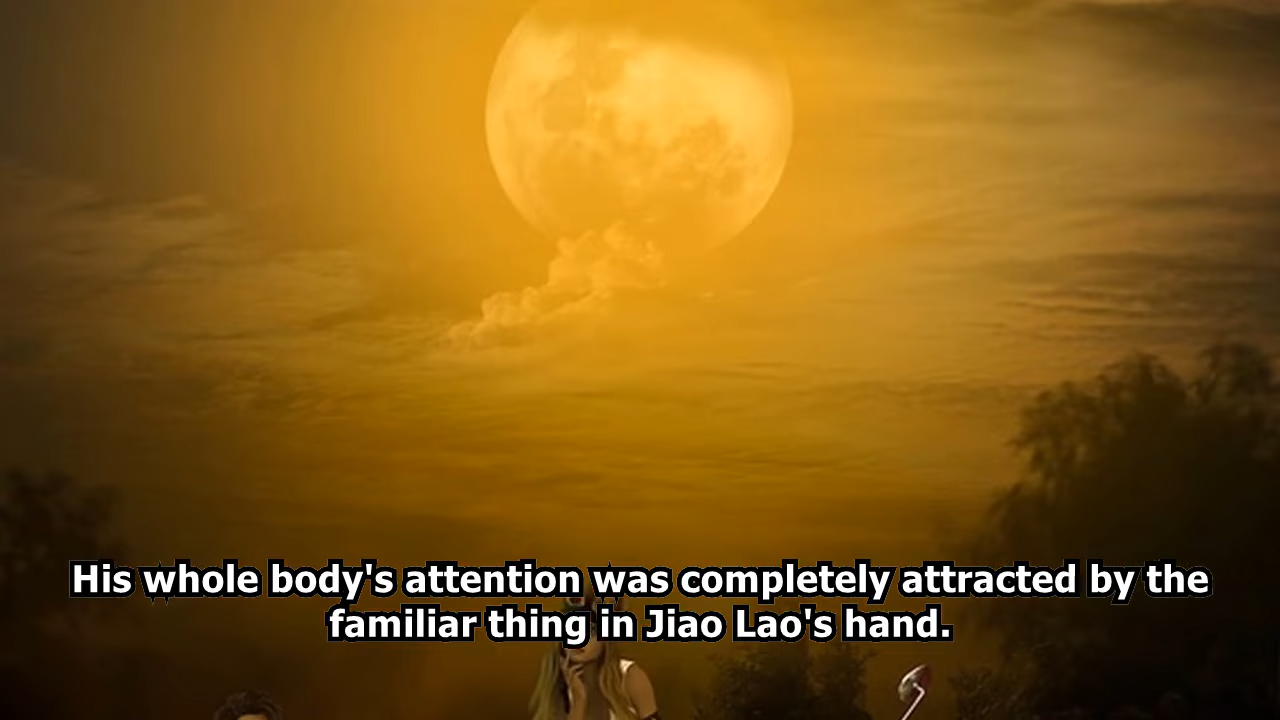 His whole body's attention was completely attracted by the
familiar thing in Jiao Lao's hand.